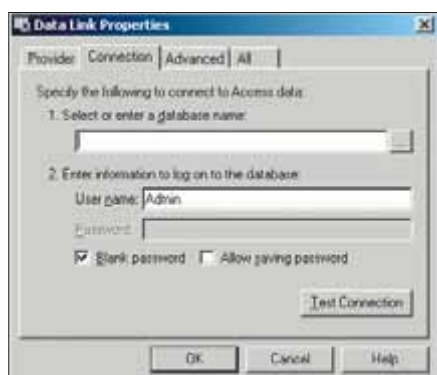 Data Link Properties
Provider Connection Advanced All
Specify the following to connect to Access data:
1. Select or enter a database name:
...
2. Enter information to log on to the database:
User name: Admin
Password:
Blank password Allow saving password
Test Connection
OK Cancel Help